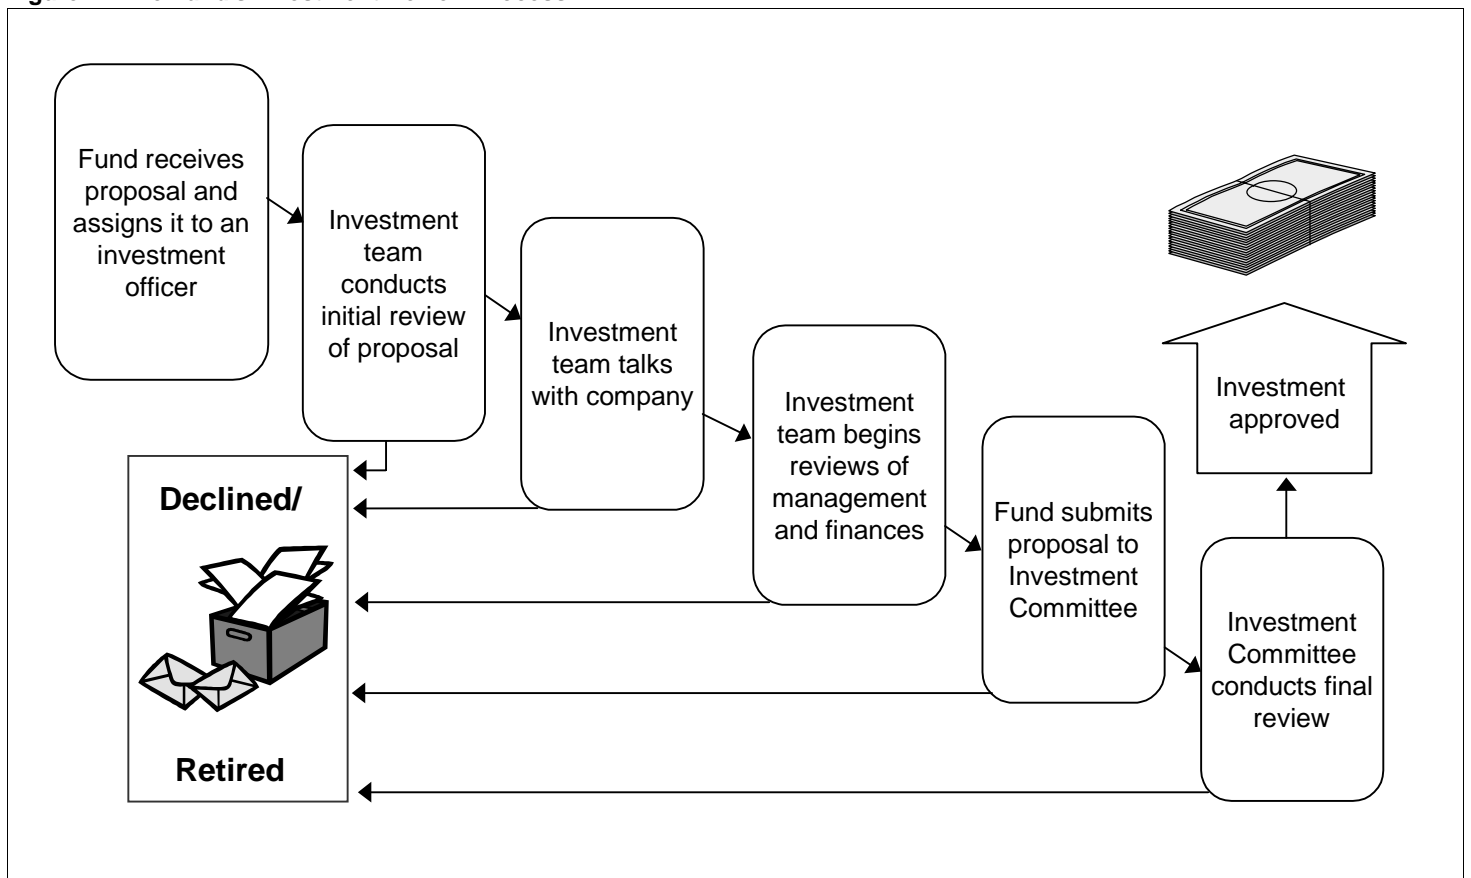 Fund receives
proposal and
assigns it to an
investment
officer
Investment
team
conducts
initial review
of proposal
Investment
team talks
with company
Investment
team begins
reviews of
management
and finances
Fund submits
proposal to
Investment
Committee
Investment
Committee
conducts final
review
Investment
approved
Declined/
Retired